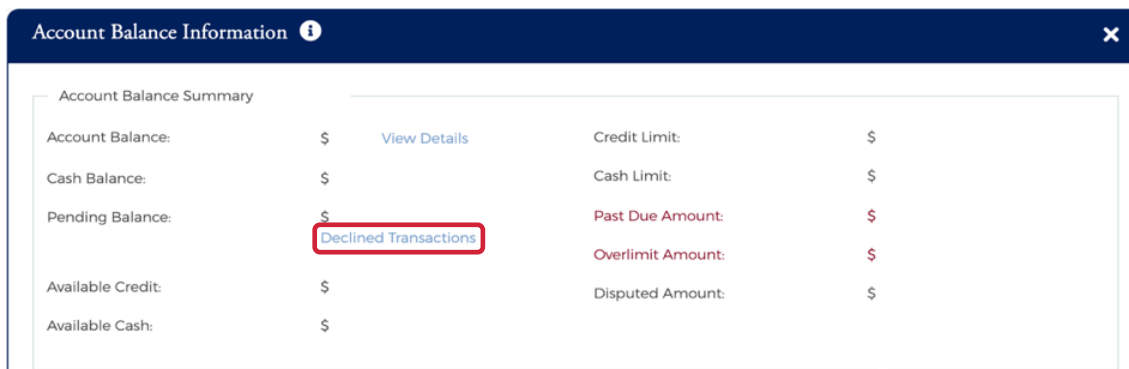 Account Balance Information i
Account Balance Summary
Account Balance: $ View Details
Cash Balance: $
Pending Balance: $
Declined Transactions
Available Credit: $
Available Cash: $
Credit Limit: $
Cash Limit: $
Past Due Amount: $
Overlimit Amount: $
Disputed Amount: $